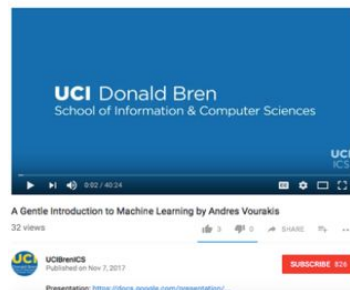 UCI Donald Bren
School of Information & Computer Sciences
UCI
ICS
0:02 / 40:24
A Gentle Introduction to Machine Learning by Andres Vourakis
32 views
3
0
SHARE
UCI
UCIBrenICS
Published on Nov 7, 2017
SUBSCRIBE 826
Presentation: https://docs.google.com/presentation/...